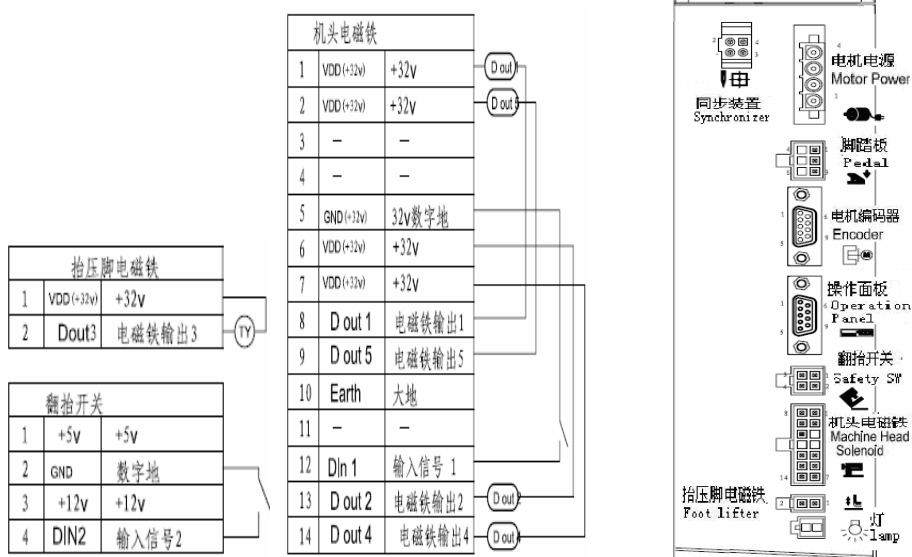 抬压脚电磁铁
1 VDD(+32v) +32v
2 Dout3 电磁铁输出3
TY
翻抬开关
1 +5v +5v
2 GND 数字地
3 +12v +12v
4 DIN2 输入信号2
机头电磁铁
1 VDD(+32v) +32v D out
2 VDD(+32v) +32v D out 5
3 — —
4 — —
5 GND(+32v) 32v数字地
6 VDD(+32v) +32v
7 VDD(+32v) +32v
8 D out 1 电磁铁输出1
9 D out 5 电磁铁输出5
10 Earth 大地
11 — —
12 Din 1 输入信号 1
13 D out 2 电磁铁输出2 D out
14 D out 4 电磁铁输出4 D out
同步装置
Synchronizer
电机电源
Motor Power
脚踏板
Pedal
电机编码器
Encoder
操作面板
Operation
Panel
翻抬开关
Safety SW
机头电磁铁
Machine Head
Solenoid
抬压脚电磁铁
Foot lifter
灯
lamp